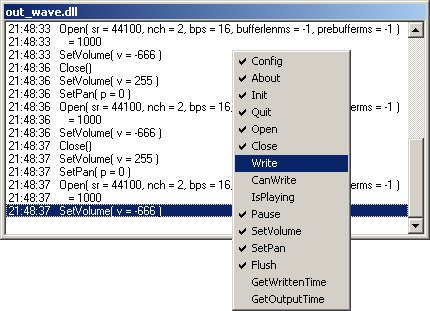 out_wave.dll
21:48:33 Open( sr = 44100, nch = 2, bps = 16, bufferlenms = -1, prebufferms = -1 )
21:48:33 = 1000
21:48:33 SetVolume( v = -666 )
21:48:36 Close()
21:48:36 SetVolume( v = 255 )
21:48:36 SetPan( p = 0 )
21:48:36 Open( sr = 44100, nch = 2, bps = 16, ferms = -1 )
21:48:36 = 1000
21:48:36 SetVolume( v = -666 )
21:48:37 Close()
21:48:37 SetVolume( v = 255 )
21:48:37 SetPan( p = 0 )
21:48:37 Open( sr = 44100, nch = 2, bps = 16, ferms = -1 )
21:48:37 = 1000
21:48:37 SetVolume( v = -666 )
Config
About
Init
Quit
Open
Close
Write
CanWrite
IsPlaying
Pause
SetVolume
SetPan
Flush
GetWrittenTime
GetOutputTime